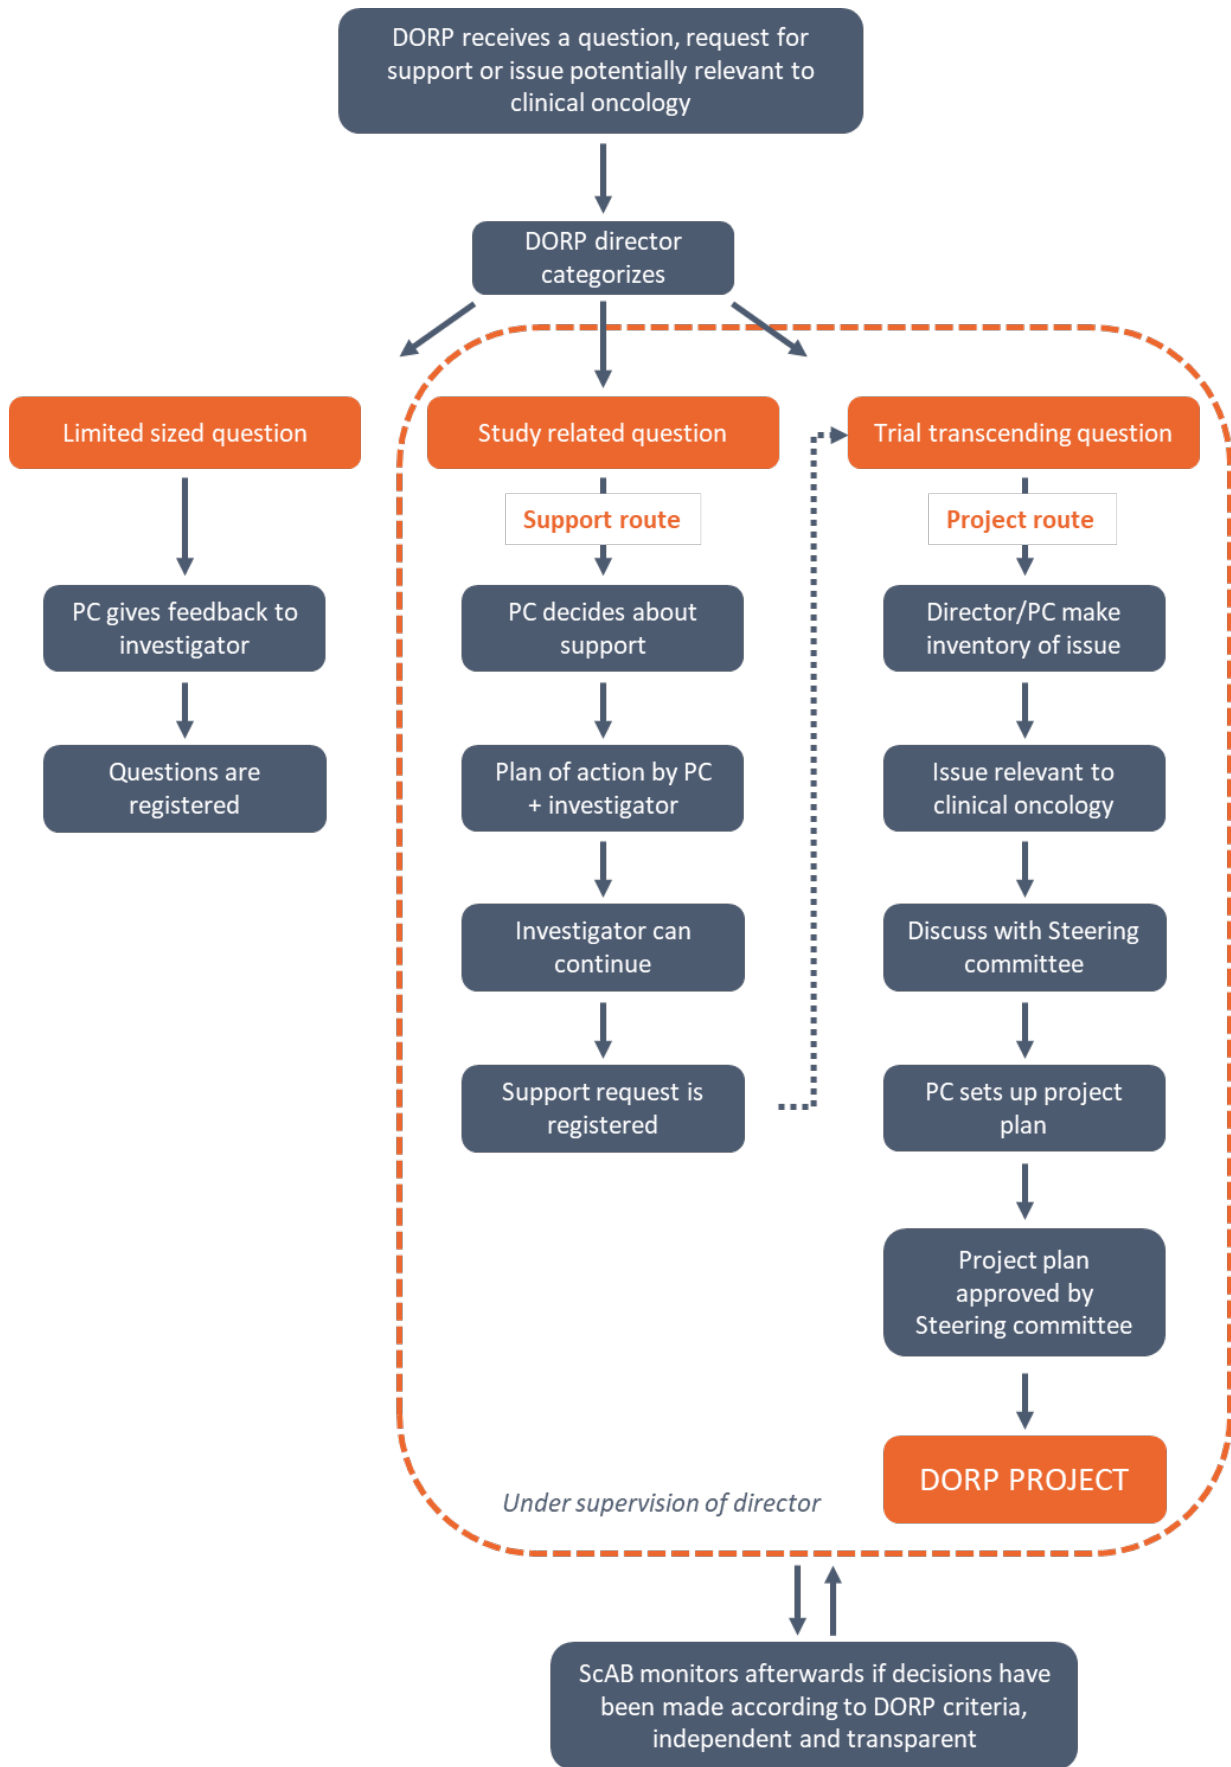 DORP receives a question, request for
support or issue potentially relevant to
clinical oncology
DORP director
categorizes
Limited sized question
PC gives feedback to
investigator
Questions are
registered
Study related question
Support route
PC decides about
support
Plan of action by PC
+ investigator
Investigator can
continue
Support request is
registered
Trial transcending question
Project route
Director/PC make
inventory of issue
Issue relevant to
clinical oncology
Discuss with Steering
committee
PC sets up project
plan
Project plan
approved by
Steering committee
DORP PROJECT
Under supervision of director
ScAB monitors afterwards if decisions have
been made according to DORP criteria,
independent and transparent